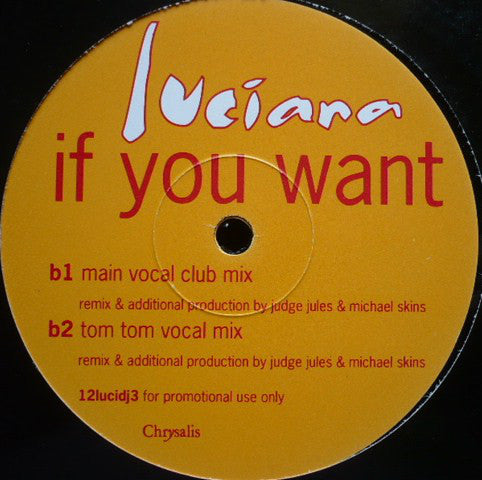 luciana
if you want
b1 main vocal club mix
remix & additional production by judge jules & michael skins
b2 tom tom vocal mix
remix & additional production by judge jules & michael skins
12lucidj3 for promotional use only
Chrysalis